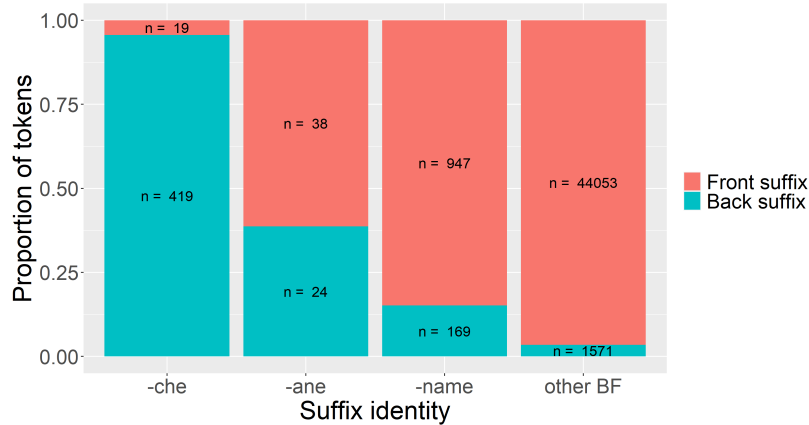 Proportion of tokens
1.00
0.75
0.50
0.25
0.00
n = 19
n = 419
n = 38
n = 24
n = 947
n = 169
n = 44053
n = 1571
-che
-ane
-name
other BF
Suffix identity
Front suffix
Back suffix